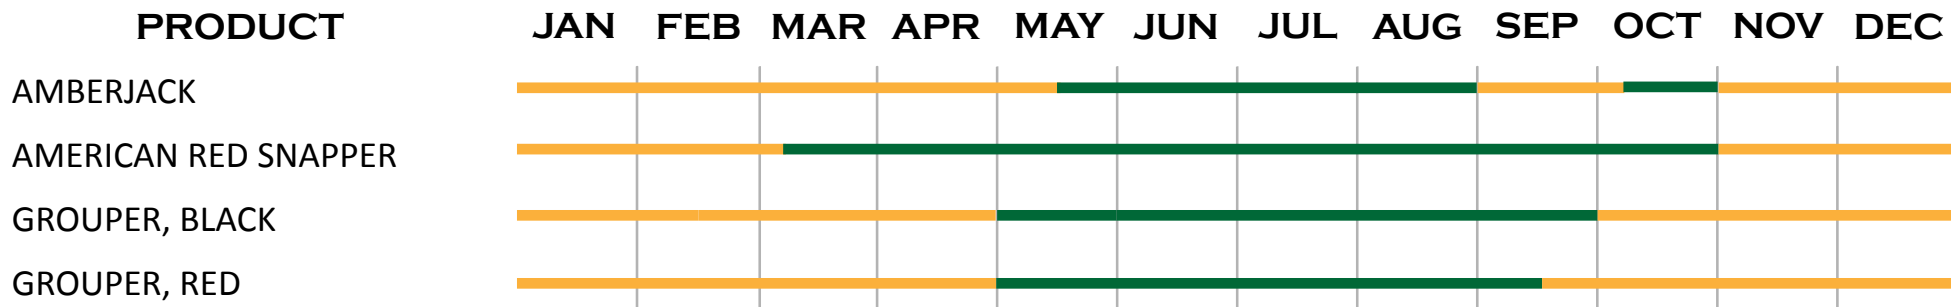 PRODUCT JAN FEB MAR APR MAY JUN JUL AUG SEP OCT NOV DEC
AMBERJACK
AMERICAN RED SNAPPER
GROUPER, BLACK
GROUPER, RED